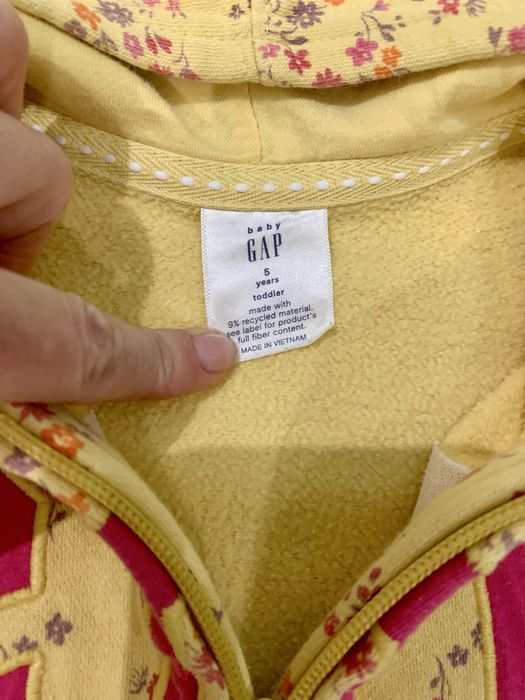 baby
GAP
5
years
toddler
made with
9% recycled material.
see label for product's
full fiber content.
MADE IN VIETNAM